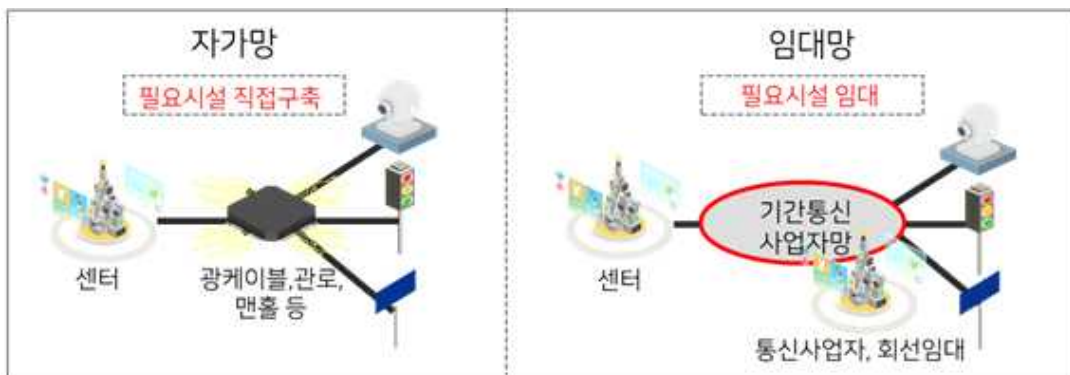 자가망
필요시설 직접구축
센터
광케이블,관로,
맨홀 등
임대망
필요시설 임대
기간통신
사업자망
센터
통신사업자, 회선임대